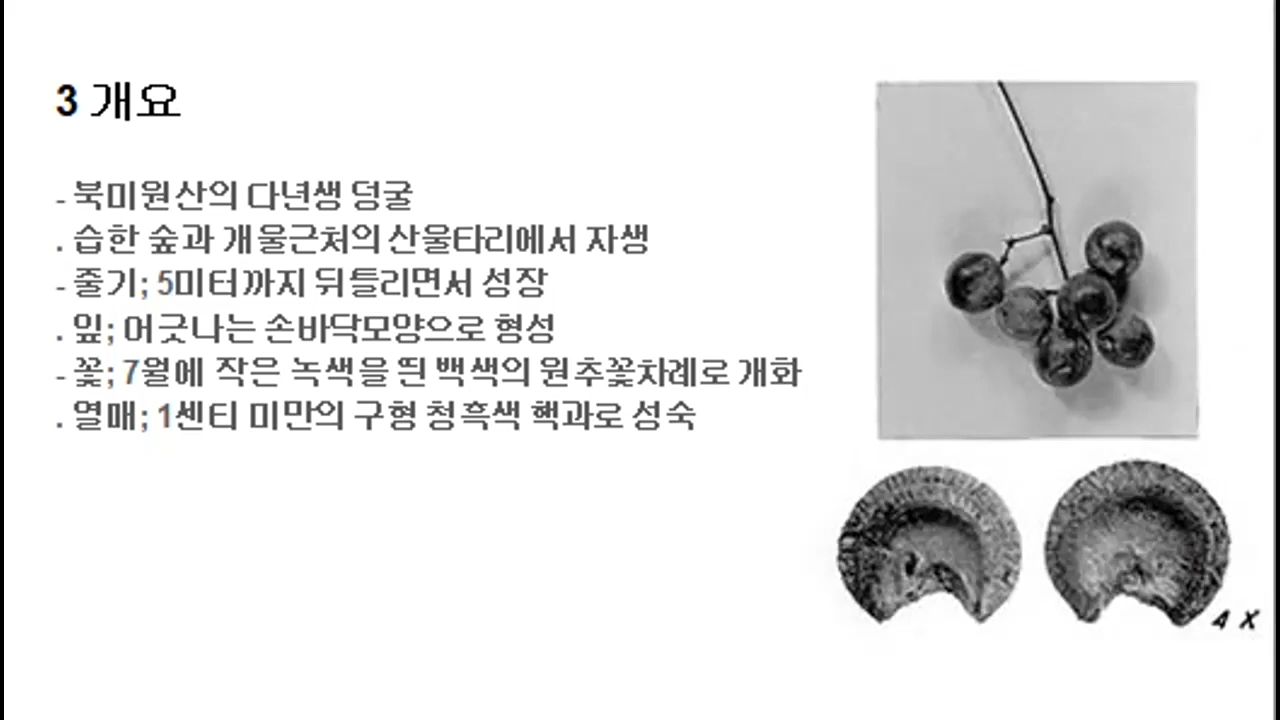 3 개요
- 북미원산의 다년생 덩굴
. 습한 숲과 개울근처의 산울타리에서 자생
- 줄기; 5미터까지 뒤틀리면서 성장
. 잎; 어긋나는 손바닥모양으로 형성
- 꽃; 7월에 작은 녹색을 띈 백색의 원추꽃차례로 개화
. 열매; 1센티 미만의 구형 청흑색 핵과로 성숙
4 X